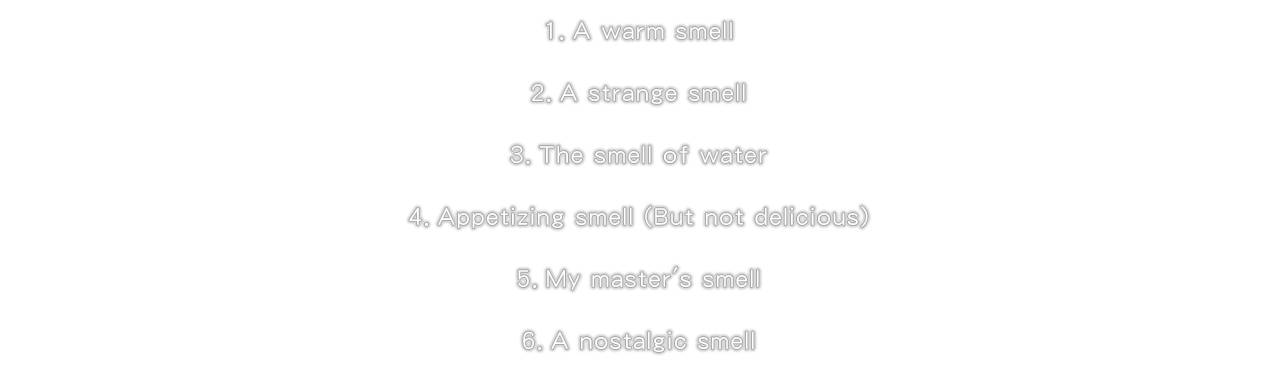 1. A warm smell
2. A strange smell
3. The smell of water
4. Appetizing smell (But not delicious)
5. My master's smell
6. A nostalgic smell